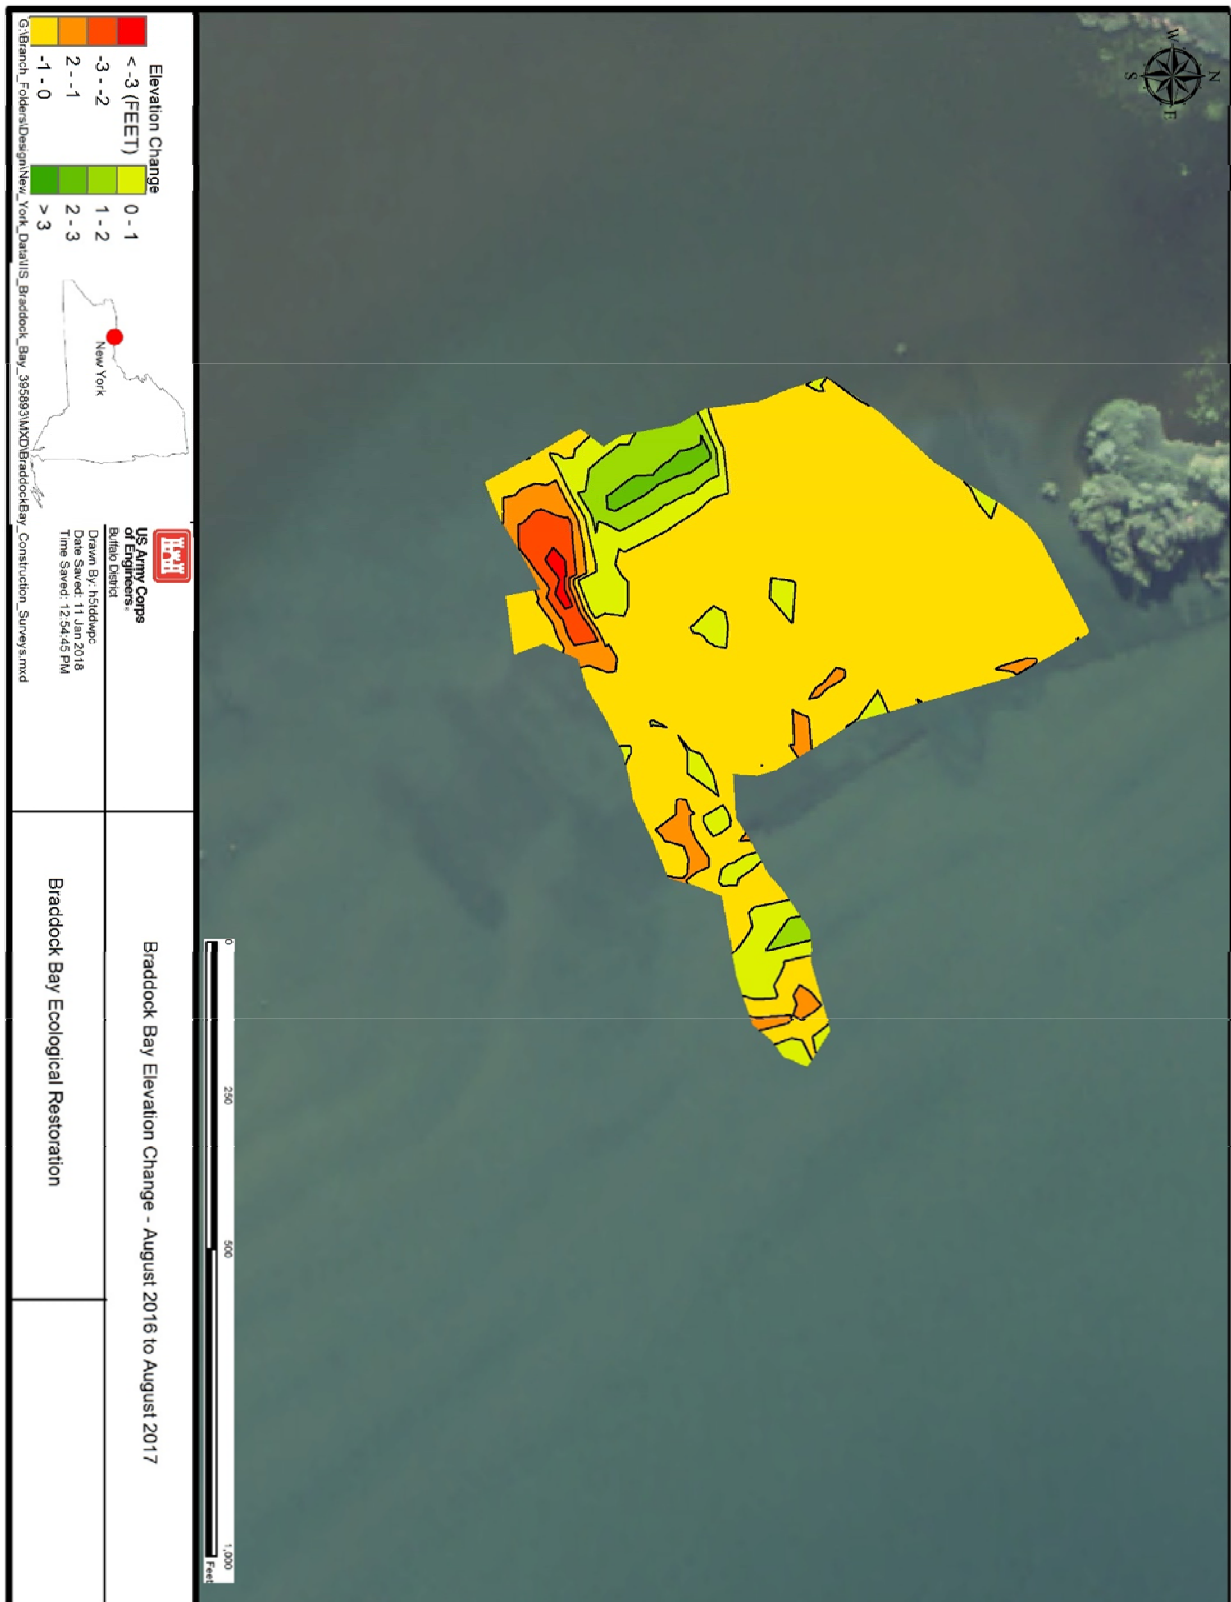 N
W
E
S
Elevation Change
< -3 (FEET)
-3 - -2
2 - -1
-1 - 0
0 - 1
1 - 2
2 - 3
> 3
New York
US Army Corps
of Engineers®
Buffalo District
Drawn By: h5tddwpc
Date Saved: 11 Jan 2018
Time Saved: 12:54:45 PM
G:\Branch_Folders\Design\New_York_Data\IS_Braddock_Bay_395893\MXD\BraddockBay_Construction_Surveys.mxd
Braddock Bay Elevation Change - August 2016 to August 2017
Braddock Bay Ecological Restoration
0
250
500
1,000
Feet